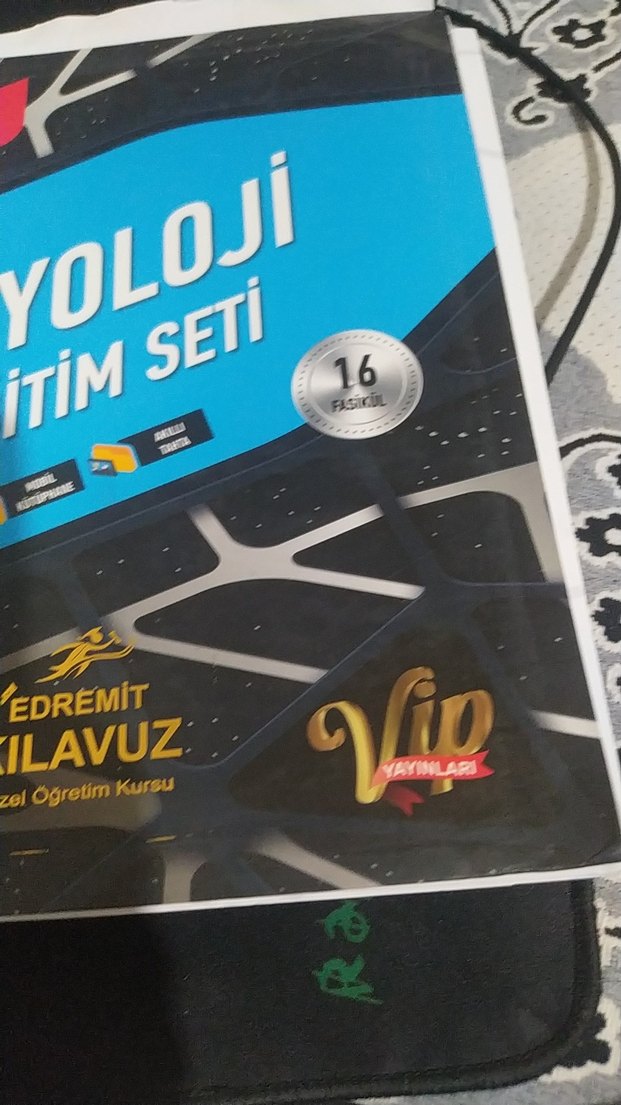 YOLOJİ
İTİM SETİ
16
FASİKÜL
MOBİL
KÜTÜPHANE
AKILLI
TAHTA
EDREMİT
KILAVUZ
zel Öğretim Kursu
Vip
YAYINLARI